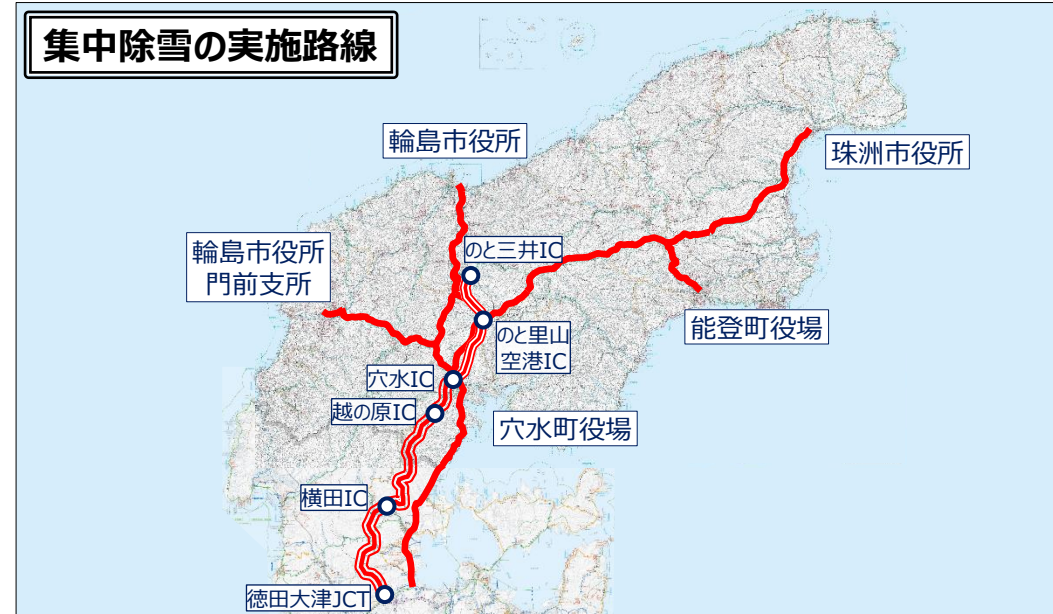 集中除雪の実施路線
輪島市役所
珠洲市役所
輪島市役所
門前支所
のと三井IC
能登町役場
のと里山
空港IC
穴水IC
越の原IC
穴水町役場
横田IC
徳田大津JCT